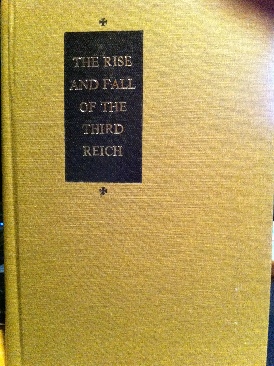 THE RISE
AND FALL
OF THE
THIRD
REICH